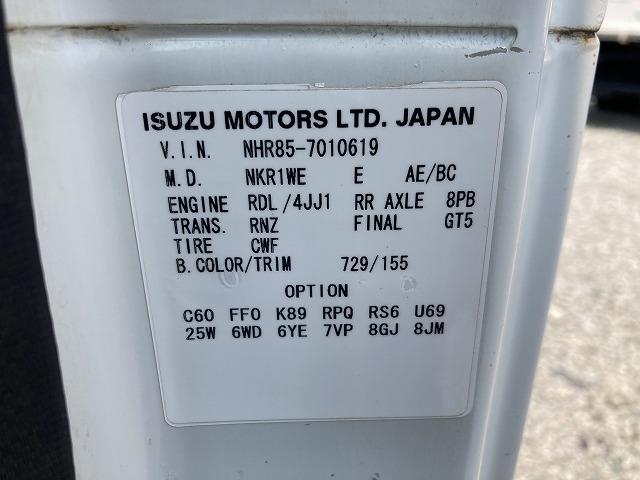 ISUZU MOTORS LTD. JAPAN
V.I.N. NHR85-7010619
M.D. NKR1WE E AE/BC
ENGINE RDL/4JJ1 RR AXLE 8PB
TRANS. RNZ FINAL GT5
TIRE CWF
B.COLOR/TRIM 729/155
OPTION
C60 FF0 K89 RPQ RS6 U69
25W 6WD 6YE 7VP 8GJ 8JM